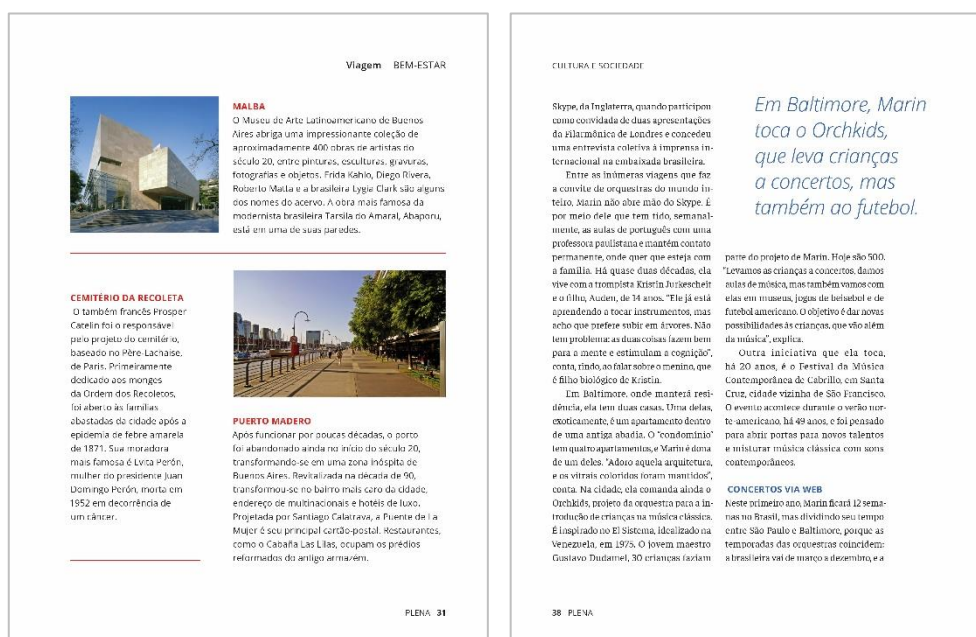 Viagem BEM-ESTAR
MALBA
O Museu de Arte Latinoamericano de Buenos
Aires abriga uma impressionante coleção de
aproximadamente 400 obras de artistas do
século 20, entre pinturas, esculturas, gravuras,
fotografias e objetos. Frida Kahlo, Diego Rivera,
Roberto Matta e a brasileira Lygia Clark são alguns
dos nomes do acervo. A obra mais famosa da
modernista brasileira Tarsila do Amaral, Abaporu,
está em uma de suas paredes.
CEMITÉRIO DA RECOLETA
O também francês Prosper
Catelin foi o responsável
pelo projeto do cemitério,
baseado no Père-Lachaise,
de Paris. Primeiramente
dedicado aos monges
da Ordem dos Recoletos,
foi aberto às famílias
abastadas da cidade após a
epidemia de febre amarela
de 1871. Sua moradora
mais famosa é Evita Perón,
mulher do presidente Juan
Domingo Perón, morta em
1952 em decorrência de
um câncer.
PUERTO MADERO
Após funcionar por poucas décadas, o porto
foi abandonado ainda no início do século 20,
transformando-se em uma zona inóspita de
Buenos Aires. Revitalizada na década de 90,
transformou-se no bairro mais caro da cidade,
endereço de multinacionais e hotéis de luxo.
Projetada por Santiago Calatrava, a Puente de La
Mujer é seu principal cartão-postal. Restaurantes,
como o Cabaña Las Lilas, ocupam os prédios
reformados do antigo armazém.
PLENA 31
CULTURA E SOCIEDADE
Skype, da Inglaterra, quando participou
como convidada de duas apresentações
da Filarmônica de Londres e concedeu
uma entrevista coletiva à imprensa in-
ternacional na embaixada brasileira.
Entre as inúmeras viagens que faz
a convite de orquestras do mundo in-
teiro, Marin não abre mão do Skype. É
por meio dele que tem tido, semanal-
mente, as aulas de português com uma
professora paulistana e mantém contato
permanente, onde quer que esteja com
a família. Há quase duas décadas, ela
vive com a trompista Kristin Jurkescheit
e o filho, Auden, de 14 anos. "Ele já está
aprendendo a tocar instrumentos, mas
acho que prefere subir em árvores. Não
tem problema: as duas coisas fazem bem
para a mente e estimulam a cognição",
conta, rindo, ao falar sobre o menino, que
é filho biológico de Kristin.
Em Baltimore, onde manterá resi-
dência, ela tem duas casas. Uma delas,
exoticamente, é um apartamento dentro
de uma antiga abadia. O "condomínio"
tem quatro apartamentos, e Marin é dona
de um deles. "Adoro aquela arquitetura,
e os vitrais coloridos foram mantidos",
conta. Na cidade, ela comanda ainda o
Orchkids, projeto da orquestra para a in-
trodução de crianças na música clássica.
É inspirado no El Sistema, idealizado na
Venezuela, em 1975. O jovem maestro
Gustavo Dudamel, 30 crianças faziam
Em Baltimore, Marin
toca o Orchkids,
que leva crianças
a concertos, mas
também ao futebol.
parte do projeto de Marin. Hoje são 500.
"Levamos as crianças a concertos, damos
aulas de música, mas também vamos com
elas em museus, jogos de beisebol e de
futebol americano. O objetivo é dar novas
possibilidades às crianças, que vão além
da música", explica.
Outra iniciativa que ela toca,
há 20 anos, é o Festival da Música
Contemporânea de Cabrillo, em Santa
Cruz, cidade vizinha de São Francisco.
O evento acontece durante o verão nor-
te-americano, há 49 anos, e foi pensado
para abrir portas para novos talentos
e misturar música clássica com sons
contemporâneos.
CONCERTOS VIA WEB
Neste primeiro ano, Marin ficará 12 sema-
nas no Brasil, mas dividindo seu tempo
entre São Paulo e Baltimore, porque as
temporadas das orquestras coincidem:
a brasileira vai de março a dezembro, e a
38 PLENA